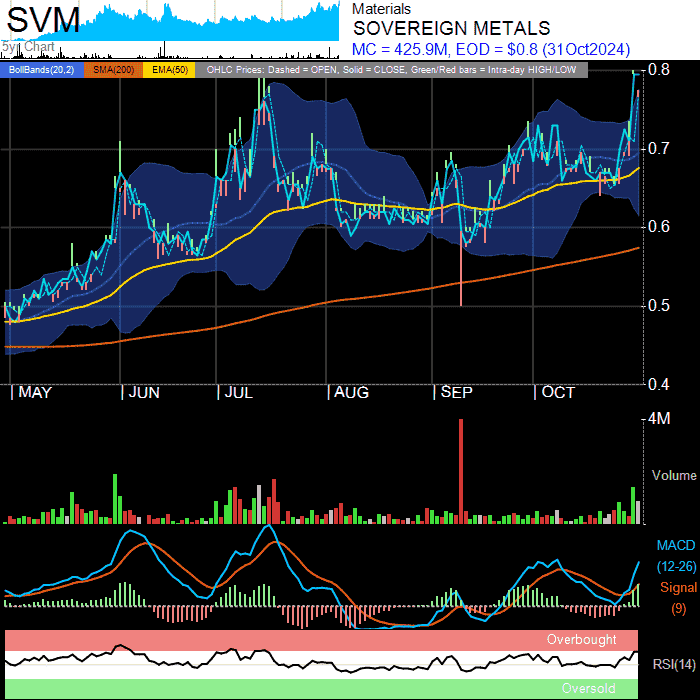 SVM
5yr Chart
Materials
SOVEREIGN METALS
MC = 425.9M, EOD = $0.8 (31Oct2024)
BollBands(20,2) SMA(200) EMA(50) OHLC Prices: Dashed = OPEN, Solid = CLOSE, Green/Red bars = Intra-day HIGH/LOW
0.8
0.7
0.6
0.5
0.4
MAY JUN JUL AUG SEP OCT
4M
Volume
MACD
(12-26)
Signal
(9)
Overbought
RSI(14)
Oversold